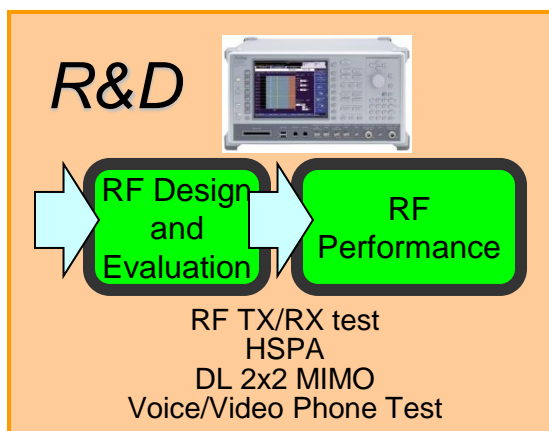 R&D
RF Design
and
Evaluation
RF
Performance
RF TX/RX test
HSPA
DL 2x2 MIMO
Voice/Video Phone Test